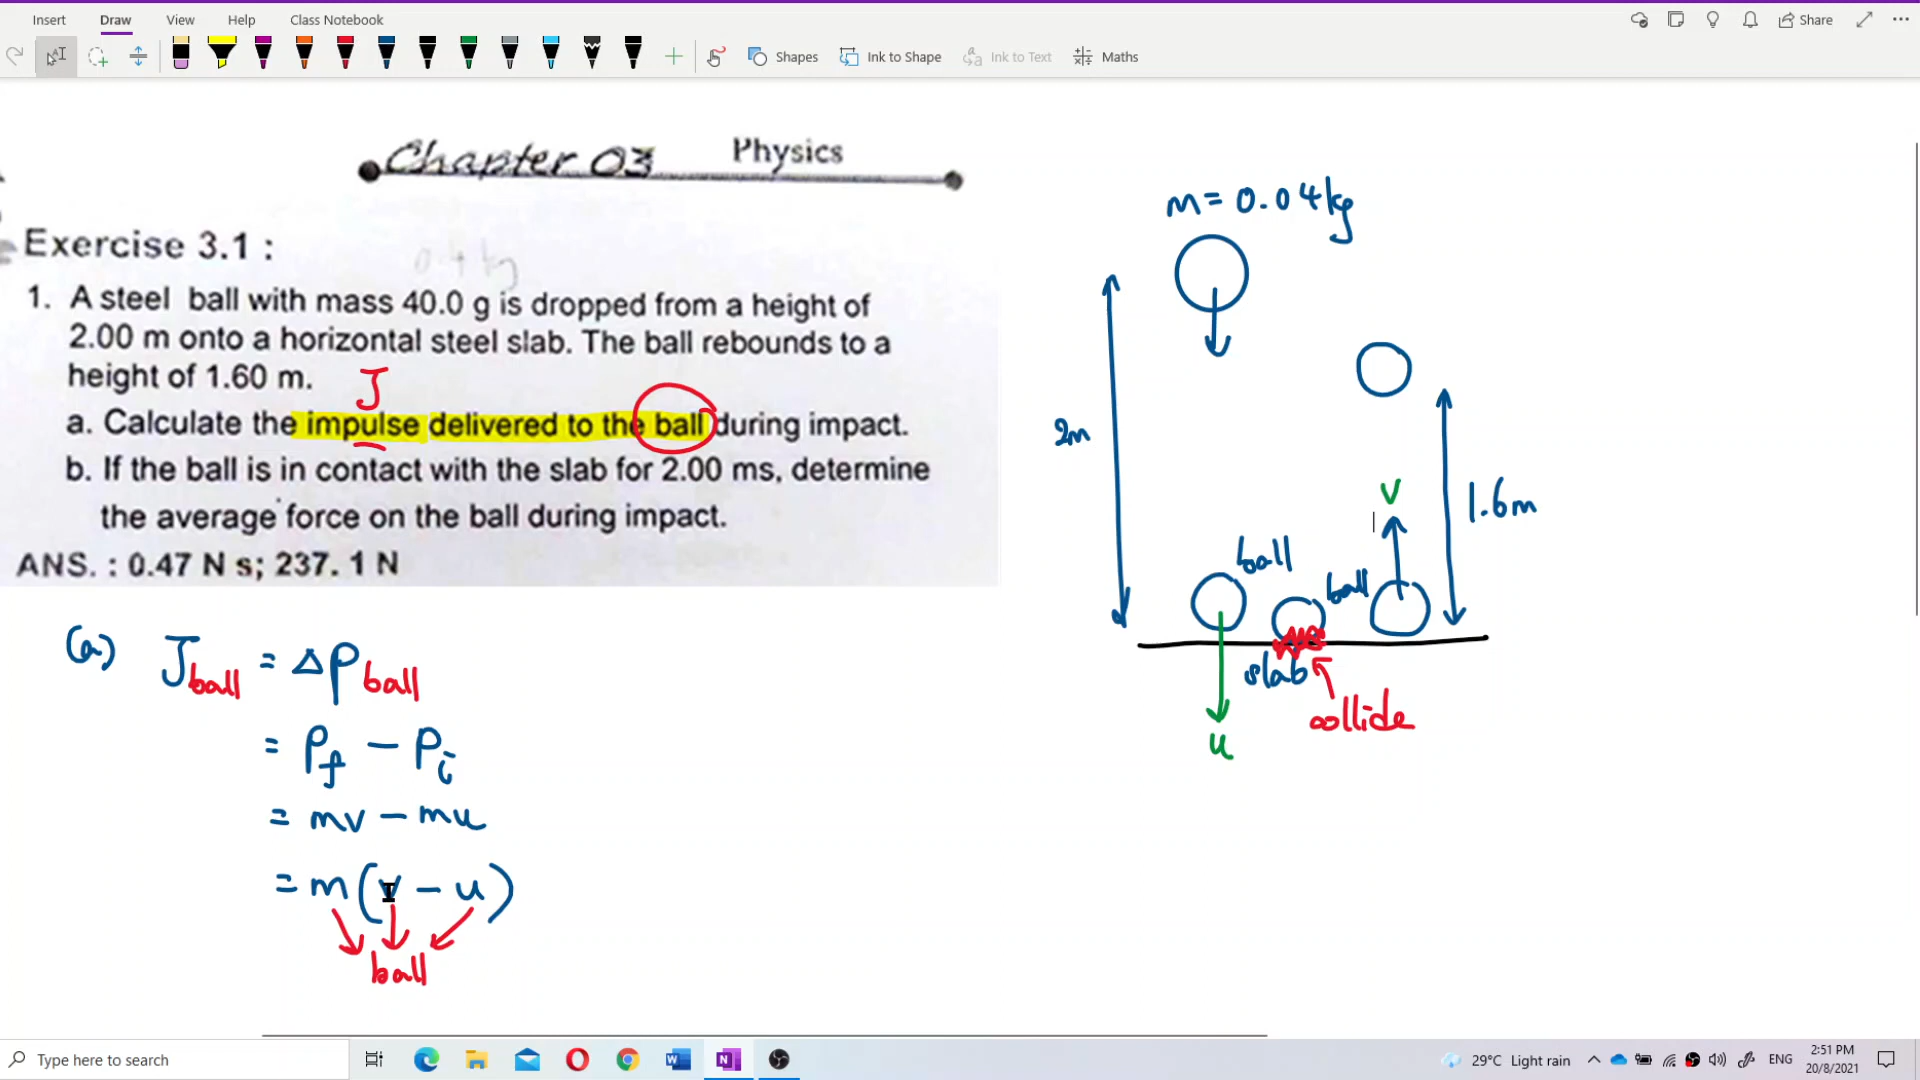 Insert Draw View Help Class Notebook Share
Shapes Ink to Shape Ink to Text Maths
Chapter 03 Physics
Exercise 3.1 :
0.4 kg
1. A steel ball with mass 40.0 g is dropped from a height of
2.00 m onto a horizontal steel slab. The ball rebounds to a
height of 1.60 m.
J
a. Calculate the impulse delivered to the ball during impact.
b. If the ball is in contact with the slab for 2.00 ms, determine
the average force on the ball during impact.
ANS. : 0.47 N s; 237. 1 N
(a) J ball = Δp ball
= Pf - Pi
= mv - mu
= m(v - u)
ball
m = 0.04kg
2m
v
1.6m
ball
ball
slab
collide
u
Type here to search 29°C Light rain ENG 2:51 PM
20/8/2021